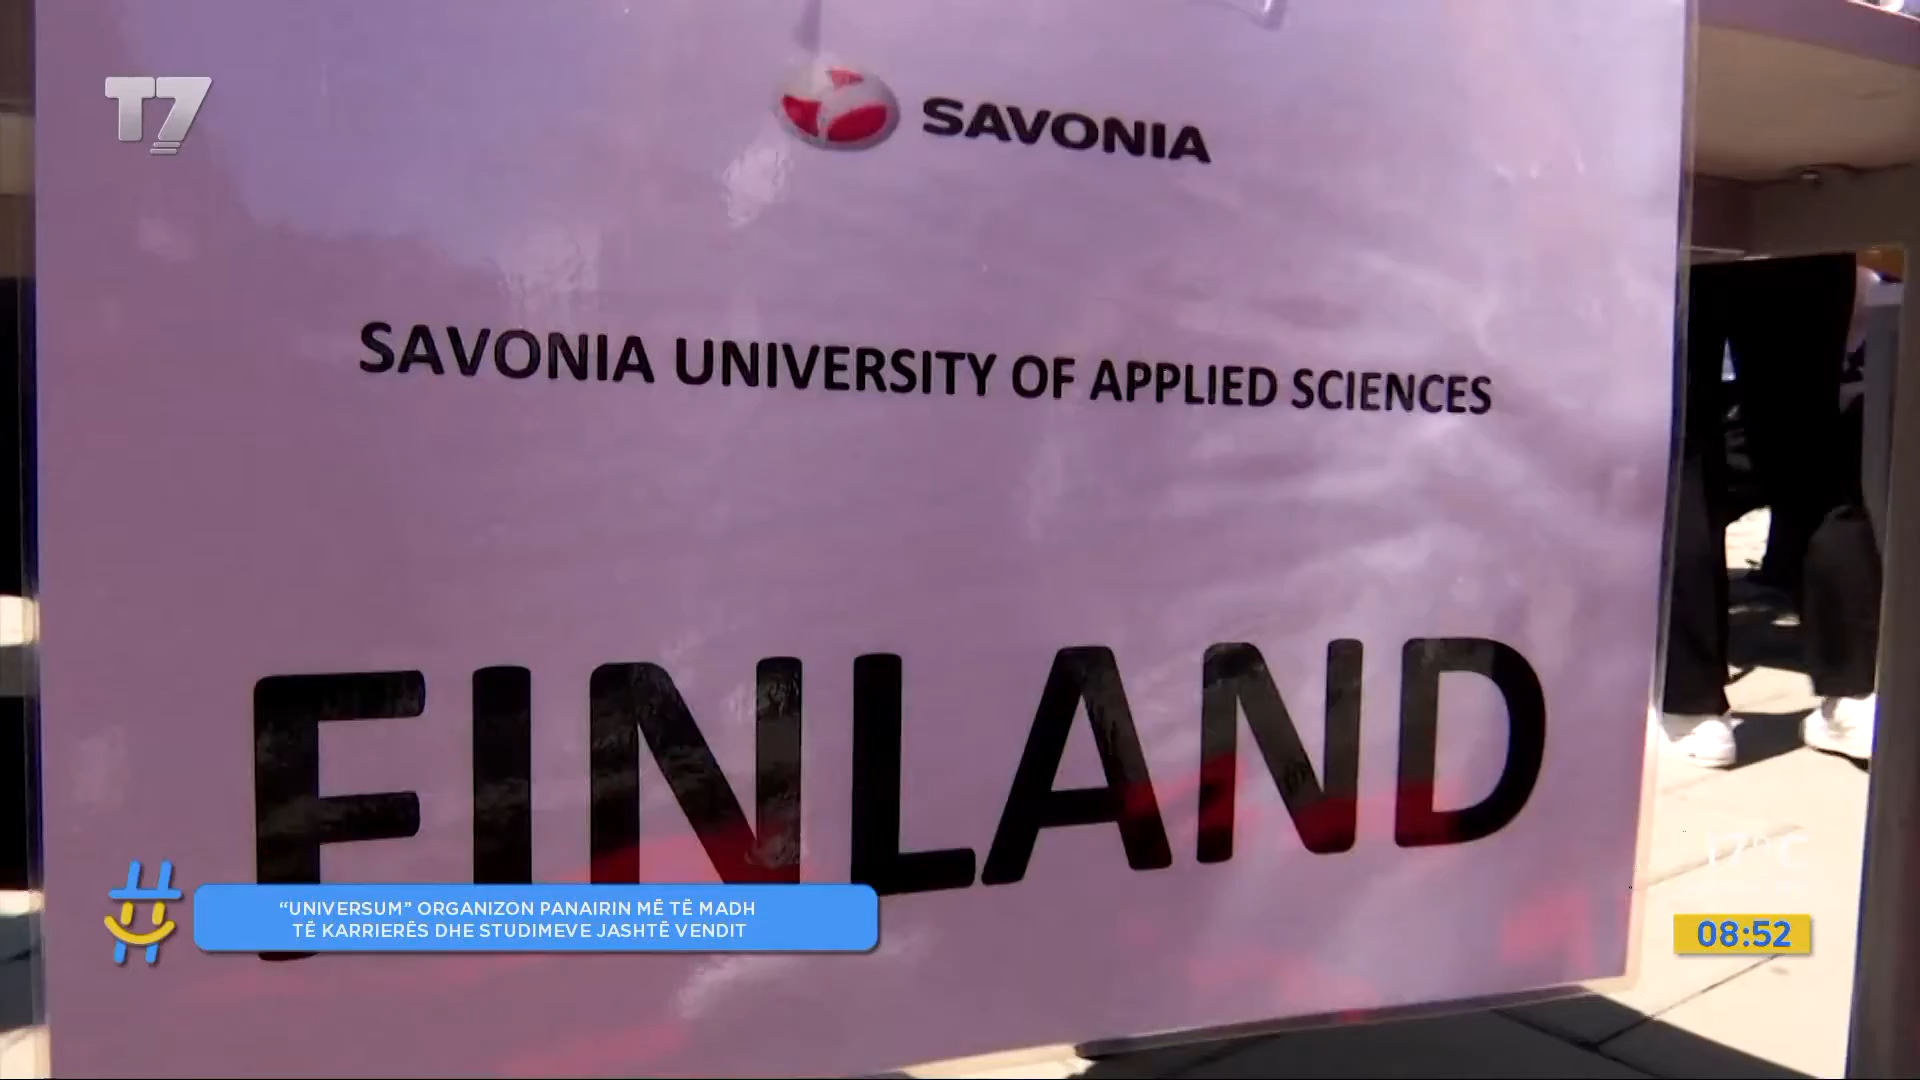 T7
SAVONIA
SAVONIA UNIVERSITY OF APPLIED SCIENCES
FINLAND
“UNIVERSUM” ORGANIZON PANAIRIN MË TË MADH
TË KARRIERËS DHE STUDIMEVE JASHTË VENDIT
17°C
08:52